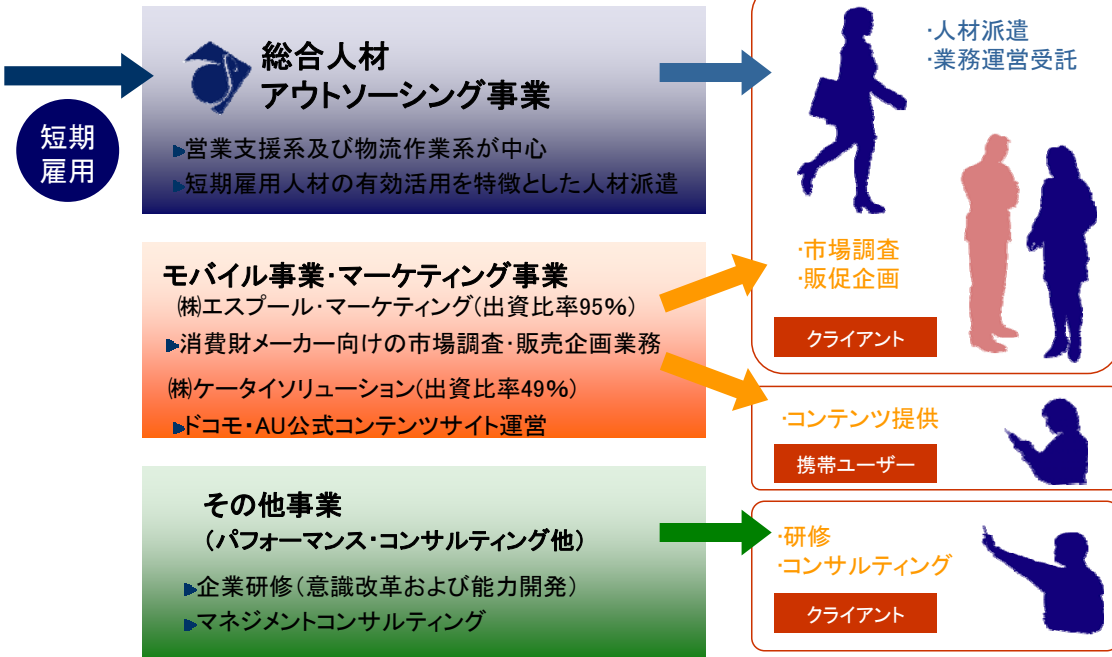 短期
雇用
総合人材
アウトソーシング事業
営業支援系及び物流作業系が中心
短期雇用人材の有効活用を特徴とした人材派遣
・人材派遣
・業務運営受託
モバイル事業・マーケティング事業
㈱エスプール・マーケティング(出資比率95%)
消費財メーカー向けの市場調査・販売企画業務
㈱ケータイソリューション(出資比率49%)
ドコモ・AU公式コンテンツサイト運営
・市場調査
・販促企画
クライアント
・コンテンツ提供
携帯ユーザー
その他事業
(パフォーマンス・コンサルティング他)
企業研修(意識改革および能力開発)
マネジメントコンサルティング
・研修
・コンサルティング
クライアント